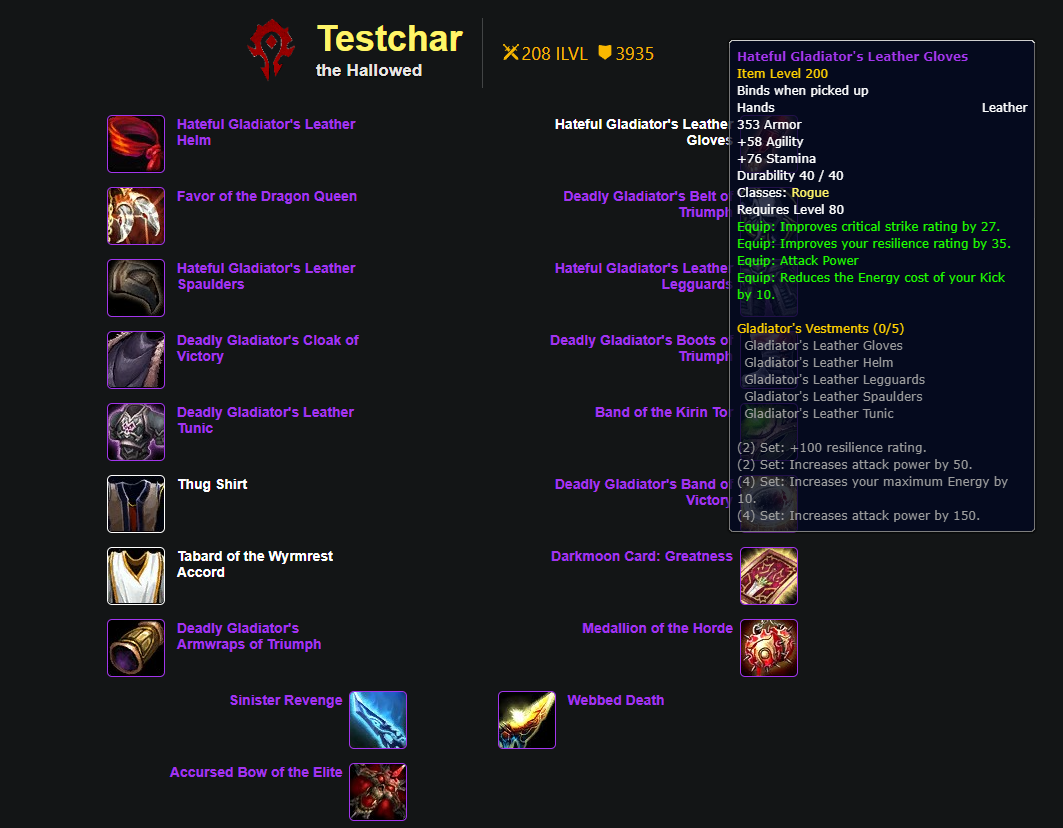 Testchar
the Hallowed
208 ILVL 3935
Hateful Gladiator's Leather
Helm
Favor of the Dragon Queen
Hateful Gladiator's Leather
Spaulders
Deadly Gladiator's Cloak of
Victory
Deadly Gladiator's Leather
Tunic
Thug Shirt
Tabard of the Wyrmrest
Accord
Deadly Gladiator's
Armwraps of Triumph
Hateful Gladiator's Leather
Gloves
Deadly Gladiator's Belt of
Triumph
Hateful Gladiator's Leather
Legguards
Deadly Gladiator's Boots of
Triumph
Band of the Kirin Tor
Deadly Gladiator's Band of
Victory
Darkmoon Card: Greatness
Medallion of the Horde
Sinister Revenge
Webbed Death
Accursed Bow of the Elite
Hateful Gladiator's Leather Gloves
Item Level 200
Binds when picked up
Hands Leather
353 Armor
+58 Agility
+76 Stamina
Durability 40 / 40
Classes: Rogue
Requires Level 80
Equip: Improves critical strike rating by 27.
Equip: Improves your resilience rating by 35.
Equip: Attack Power
Equip: Reduces the Energy cost of your Kick
by 10.
Gladiator's Vestments (0/5)
Gladiator's Leather Gloves
Gladiator's Leather Helm
Gladiator's Leather Legguards
Gladiator's Leather Spaulders
Gladiator's Leather Tunic
(2) Set: +100 resilience rating.
(2) Set: Increases attack power by 50.
(4) Set: Increases your maximum Energy by
10.
(4) Set: Increases attack power by 150.